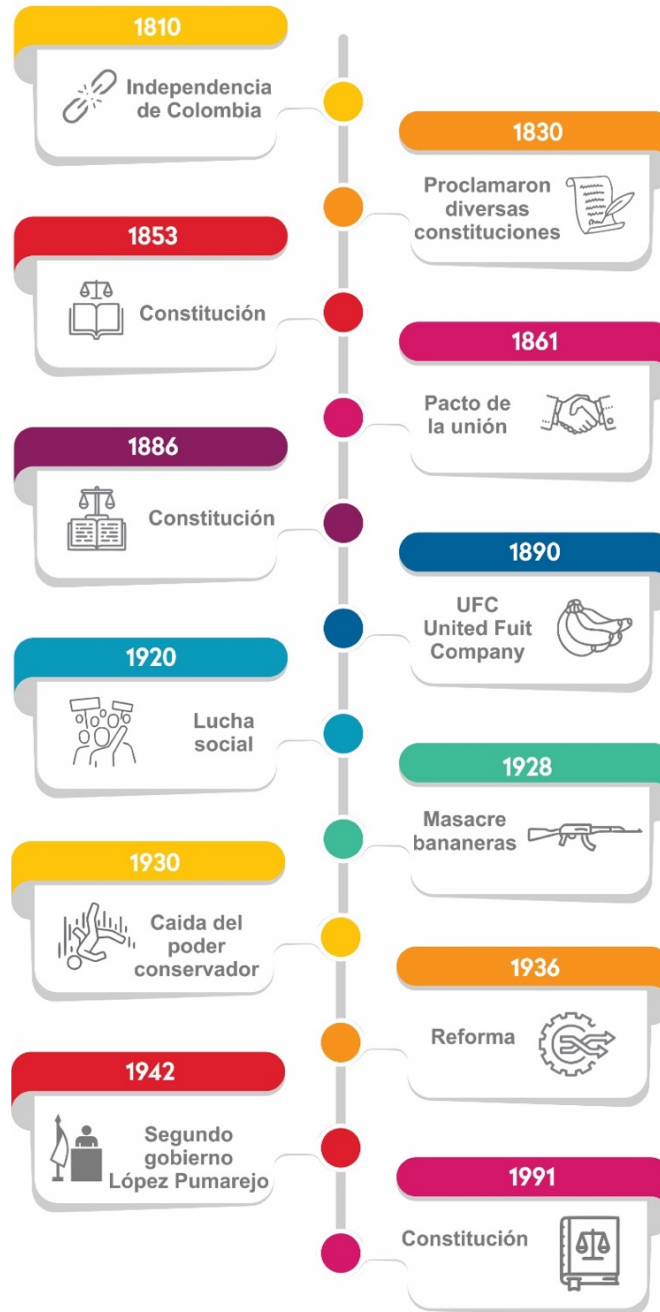 1810
Independencia
de Colombia
1830
Proclamaron
diversas
constituciones
1853
Constitución
1861
Pacto de
la unión
1886
Constitución
1890
UFC
United Fuit
Company
1920
Lucha
social
1928
Masacre
bananeras
1930
Caida del
poder
conservador
1936
Reforma
1942
Segundo
gobierno
López Pumarejo
1991
Constitución